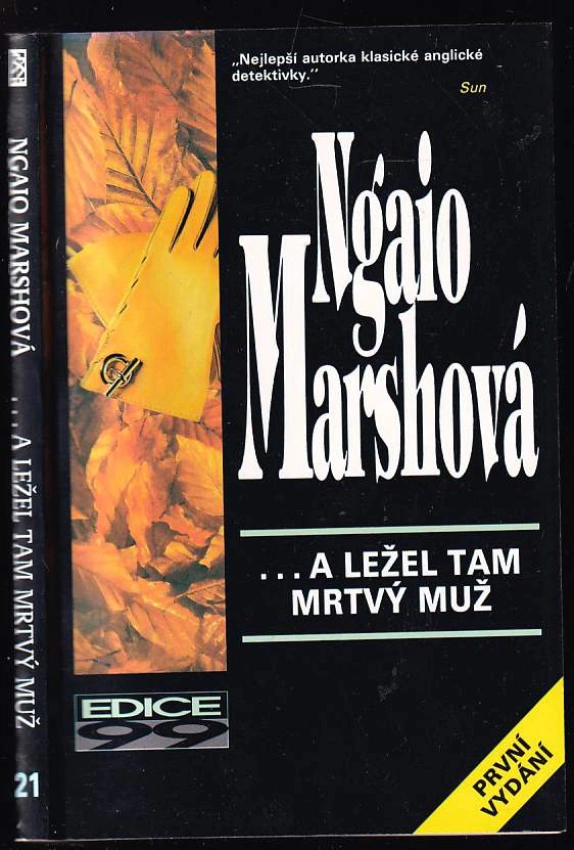 „Nejlepší autorka klasické anglické
detektivky.“
Sun
Ngaio
Marshová
...A LEŽEL TAM
MRTVÝ MUŽ
EDICE
99
PRVNÍ
VYDÁNÍ
NGAIO MARSHOVÁ ...A LEŽEL TAM MRTVÝ MUŽ
21